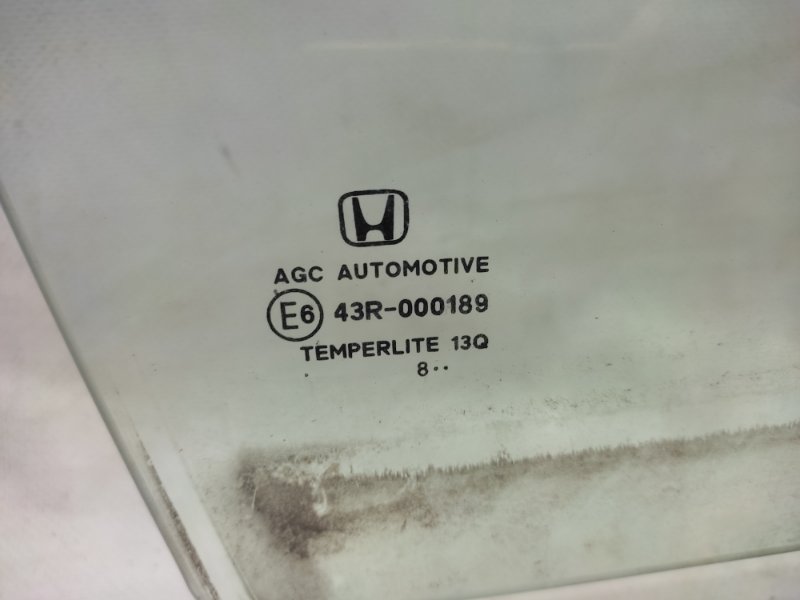 AGC AUTOMOTIVE
E6 43R-000189
TEMPERLITE 13Q
. 8..